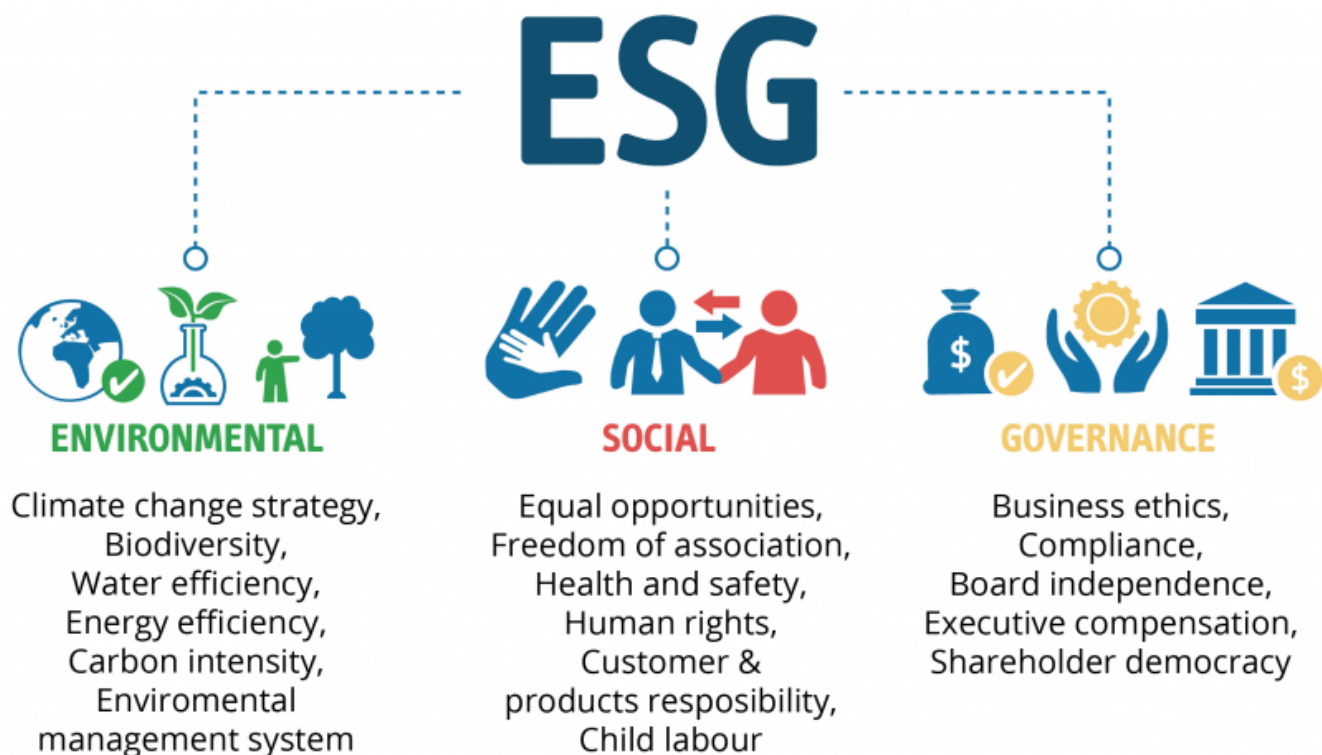 ESG
ENVIRONMENTAL
Climate change strategy,
Biodiversity,
Water efficiency,
Energy efficiency,
Carbon intensity,
Enviromental
management system
SOCIAL
Equal opportunities,
Freedom of association,
Health and safety,
Human rights,
Customer &
products resposibility,
Child labour
$
$
GOVERNANCE
Business ethics,
Compliance,
Board independence,
Executive compensation,
Shareholder democracy